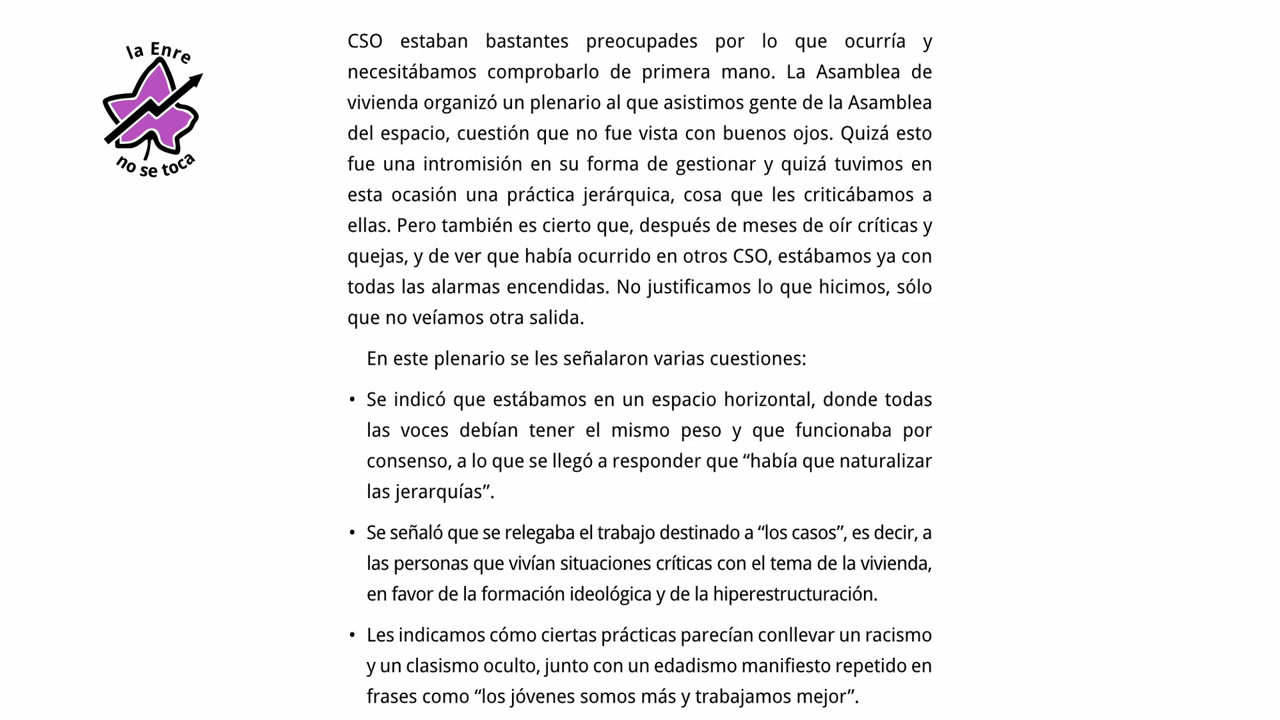 la Enre
no se toca
CSO estaban bastantes preocupades por lo que ocurría y
necesitábamos comprobarlo de primera mano. La Asamblea de
vivienda organizó un plenario al que asistimos gente de la Asamblea
del espacio, cuestión que no fue vista con buenos ojos. Quizá esto
fue una intromisión en su forma de gestionar y quizá tuvimos en
esta ocasión una práctica jerárquica, cosa que les criticábamos a
ellas. Pero también es cierto que, después de meses de oír críticas y
quejas, y de ver que había ocurrido en otros CSO, estábamos ya con
todas las alarmas encendidas. No justificamos lo que hicimos, sólo
que no veíamos otra salida.
En este plenario se les señalaron varias cuestiones:
• Se indicó que estábamos en un espacio horizontal, donde todas
las voces debían tener el mismo peso y que funcionaba por
consenso, a lo que se llegó a responder que “había que naturalizar
las jerarquías”.
• Se señaló que se relegaba el trabajo destinado a “los casos”, es decir, a
las personas que vivían situaciones críticas con el tema de la vivienda,
en favor de la formación ideológica y de la hiperestructuración.
• Les indicamos cómo ciertas prácticas parecían conllevar un racismo
y un clasismo oculto, junto con un edadismo manifiesto repetido en
frases como “los jóvenes somos más y trabajamos mejor”.